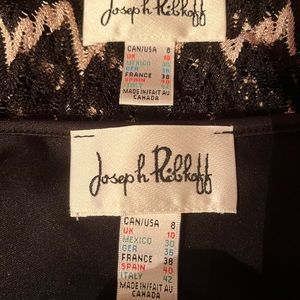 Joseph Ribkoff
CAN/USA 8
UK 10
MEXICO 30
GER 36
FRANCE 38
SPAIN 40
ITALY 42
MADE IN/FAIT AU
CANADA
Joseph Ribkoff
CAN/USA 8
UK 10
MEXICO 30
GER 36
FRANCE 38
SPAIN 40
ITALY 42
MADE IN/FAIT AU
CANADA